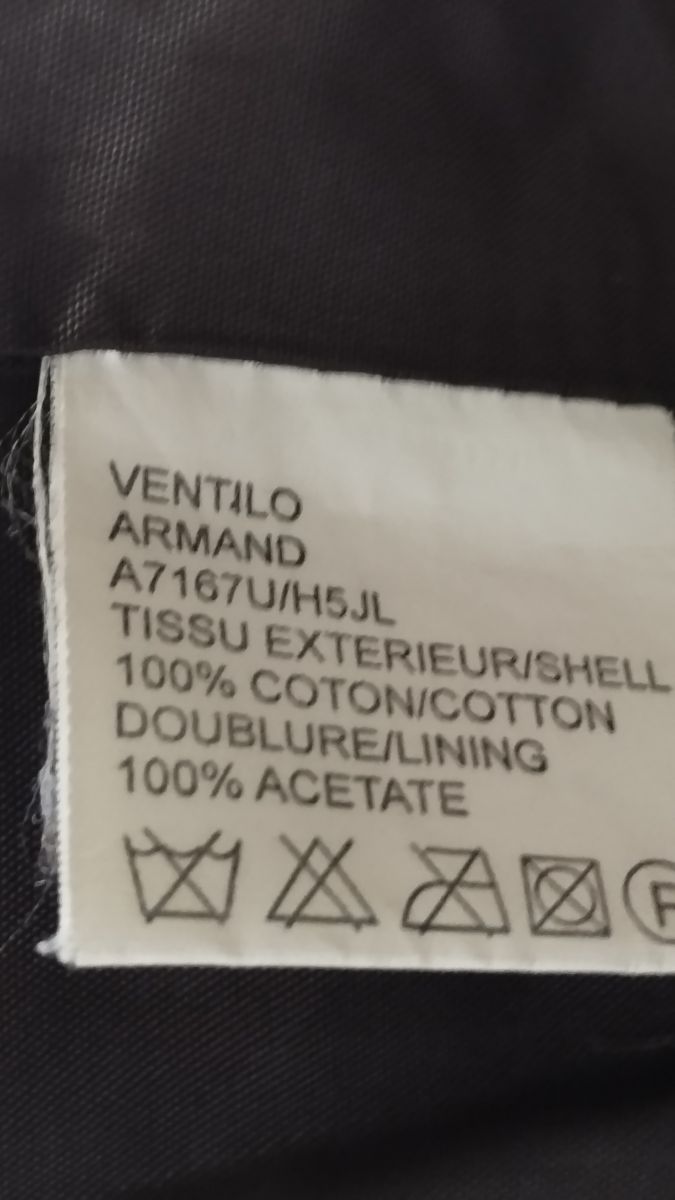 VENTILO
ARMAND
A7167U/H5JL
TISSU EXTERIEUR/SHELL
100% COTON/COTTON
DOUBLURE/LINING
100% ACETATE